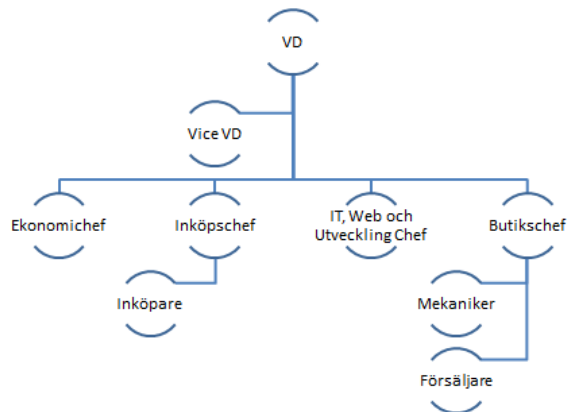 VD
Vice VD
Ekonomichef
Inköpschef
IT, Web och
Utveckling Chef
Butikschef
Inköpare
Mekaniker
Försäljare